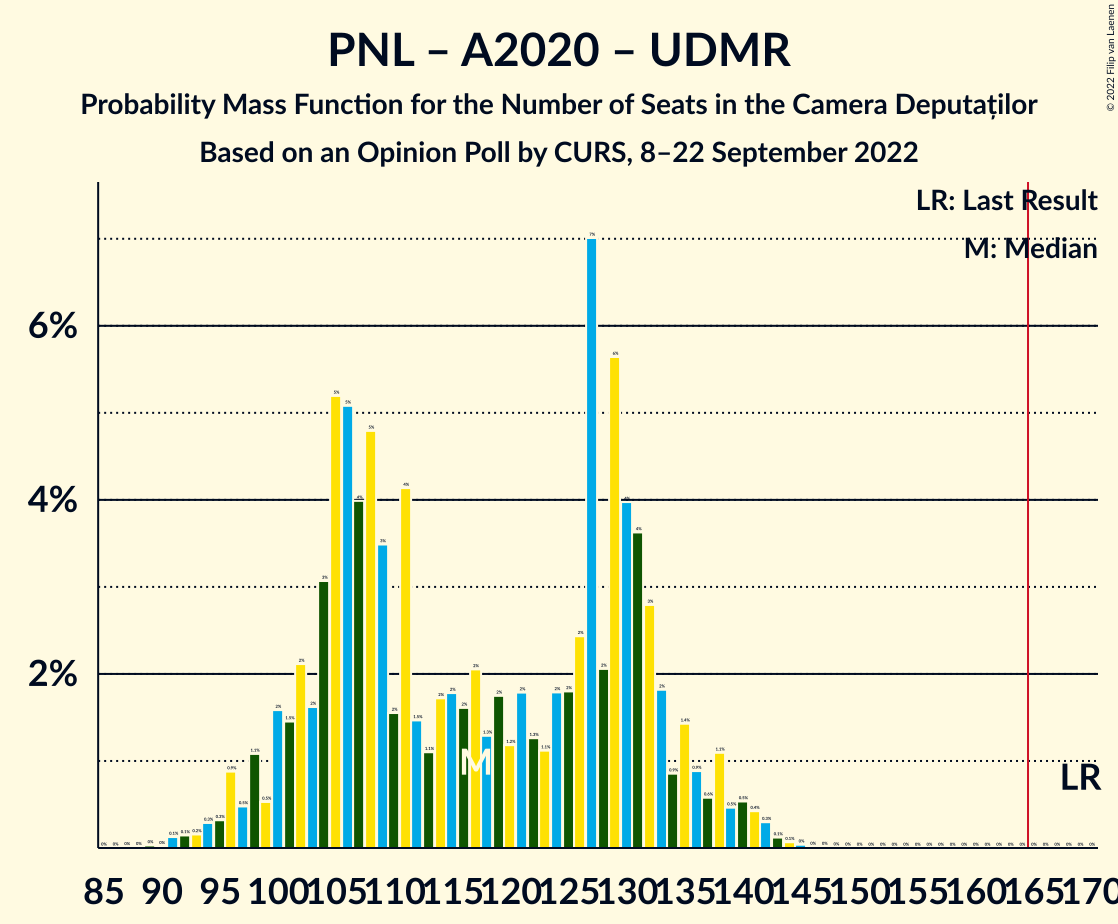 PNL – A2020 – UDMR
Probability Mass Function for the Number of Seats in the Camera Deputaților
Based on an Opinion Poll by CURS, 8–22 September 2022
© 2022 Filip van Laenen
LR: Last Result
M: Median
6%
4%
2%
M
LR
85 90 95 100 105 110 115 120 125 130 135 140 145 150 155 160 165 170